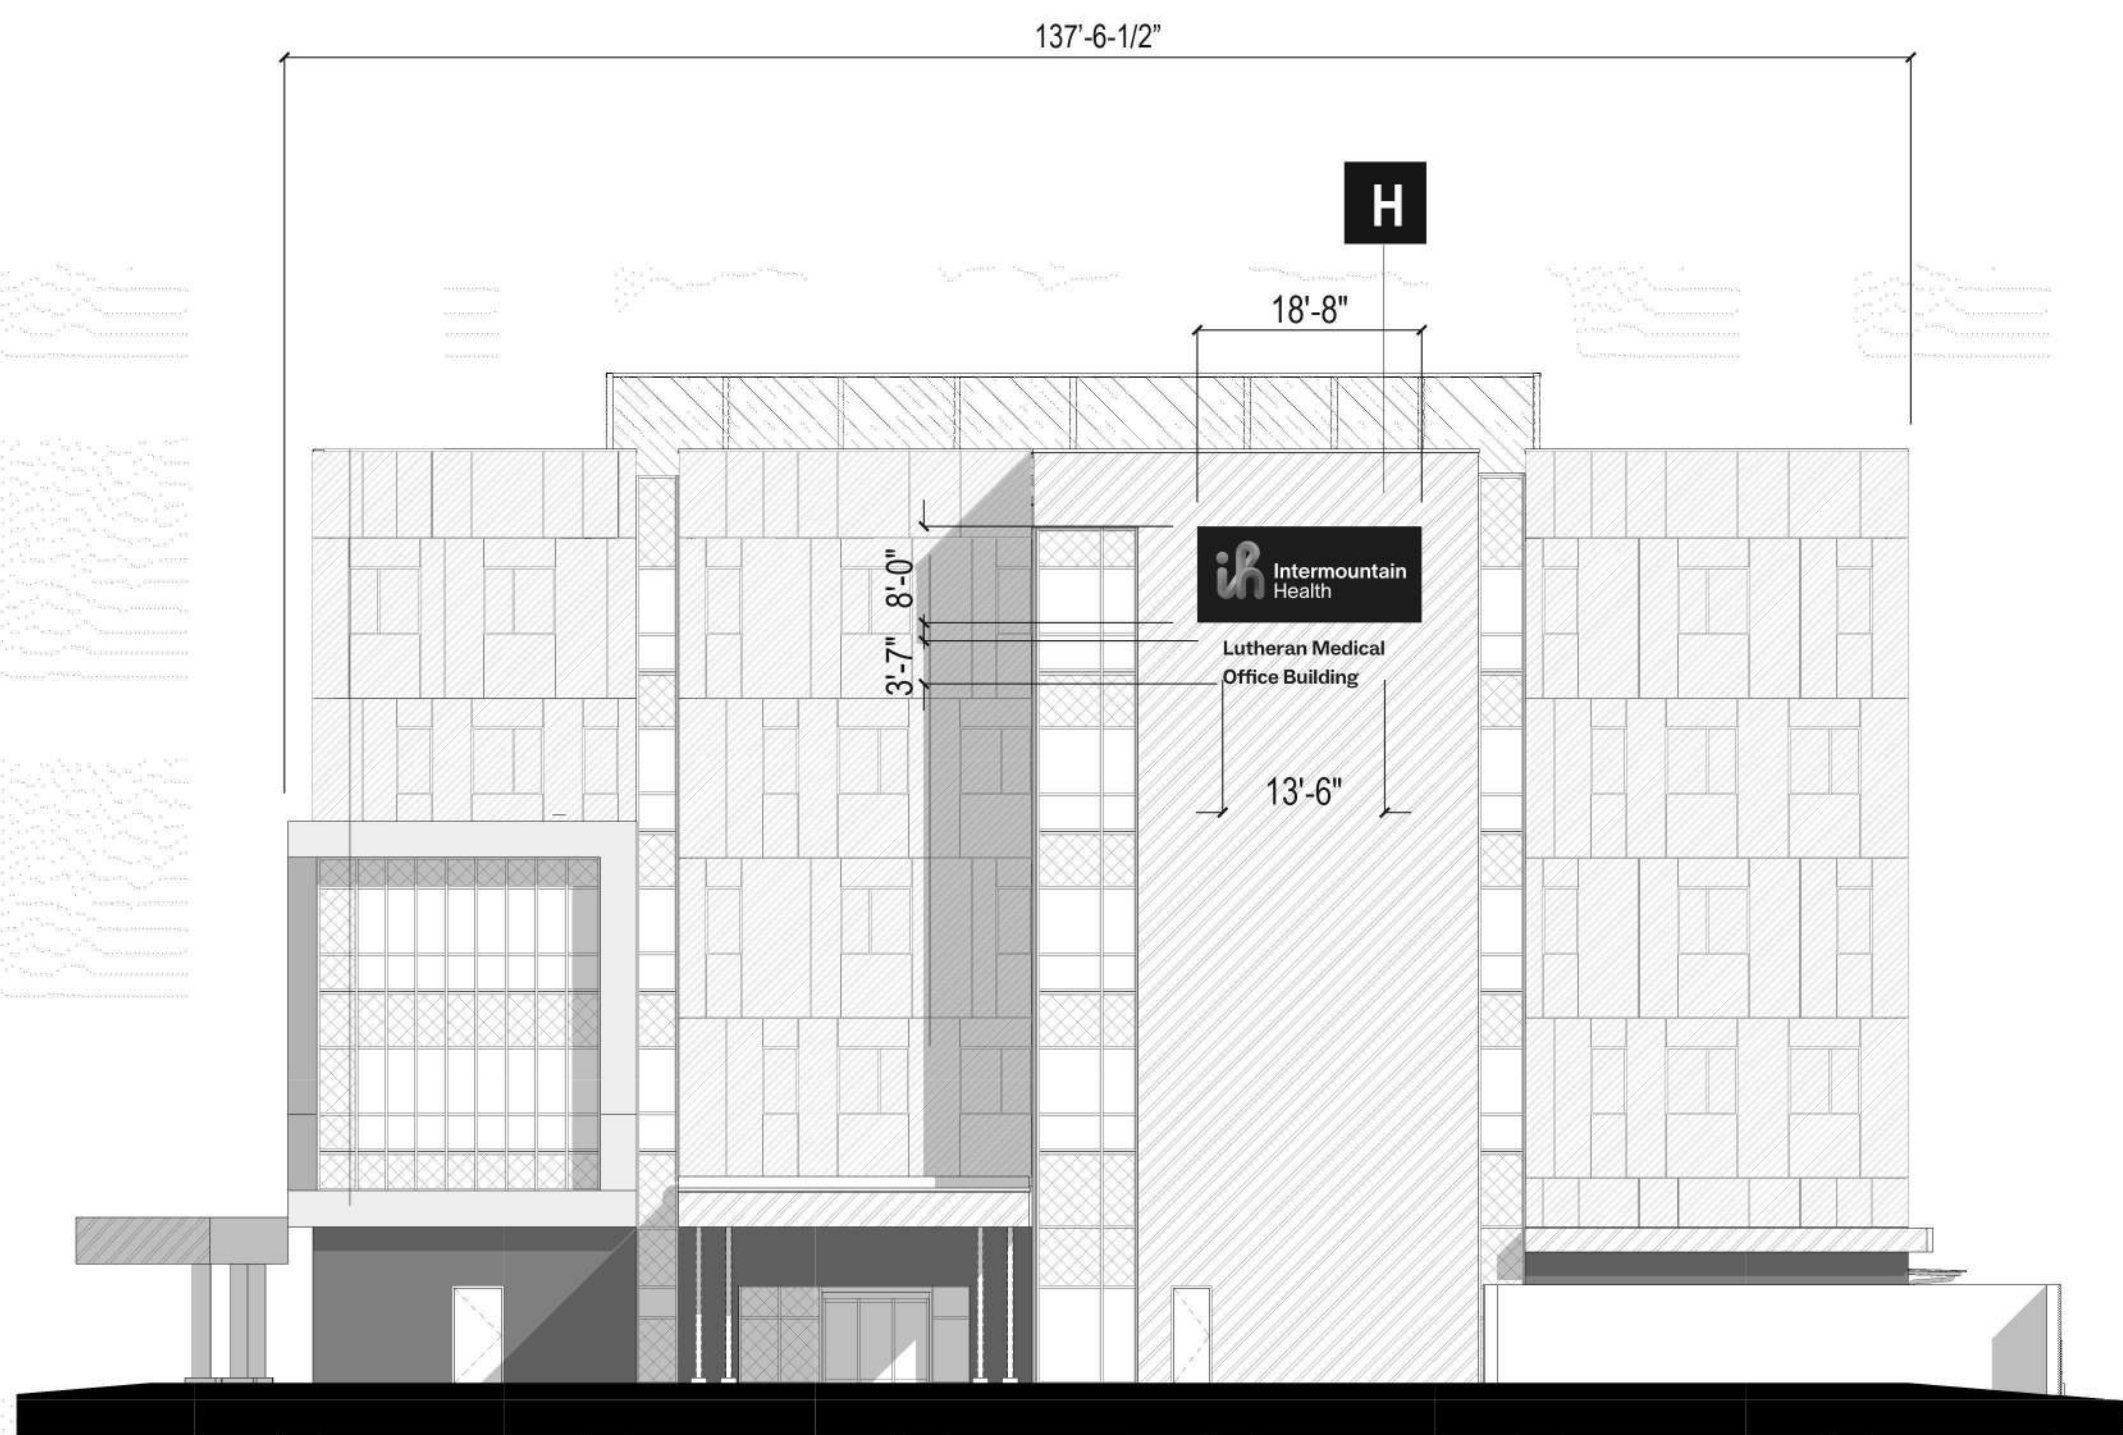 137’-6-1/2”
H
18'-8"
8'-0"
Intermountain
Health
3'-7"
Lutheran Medical
Office Building
13'-6"